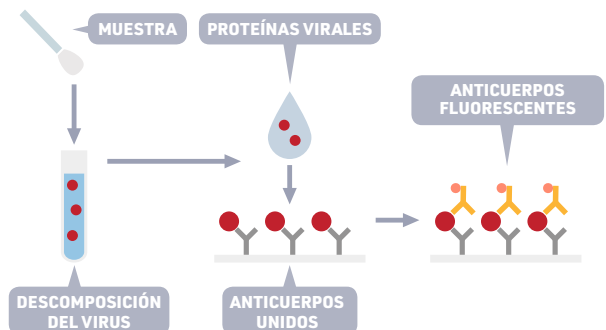 MUESTRA
PROTEÍNAS VIRALES
ANTICUERPOS
FLUORESCENTES
DESCOMPOSICIÓN
DEL VIRUS
ANTICUERPOS
UNIDOS